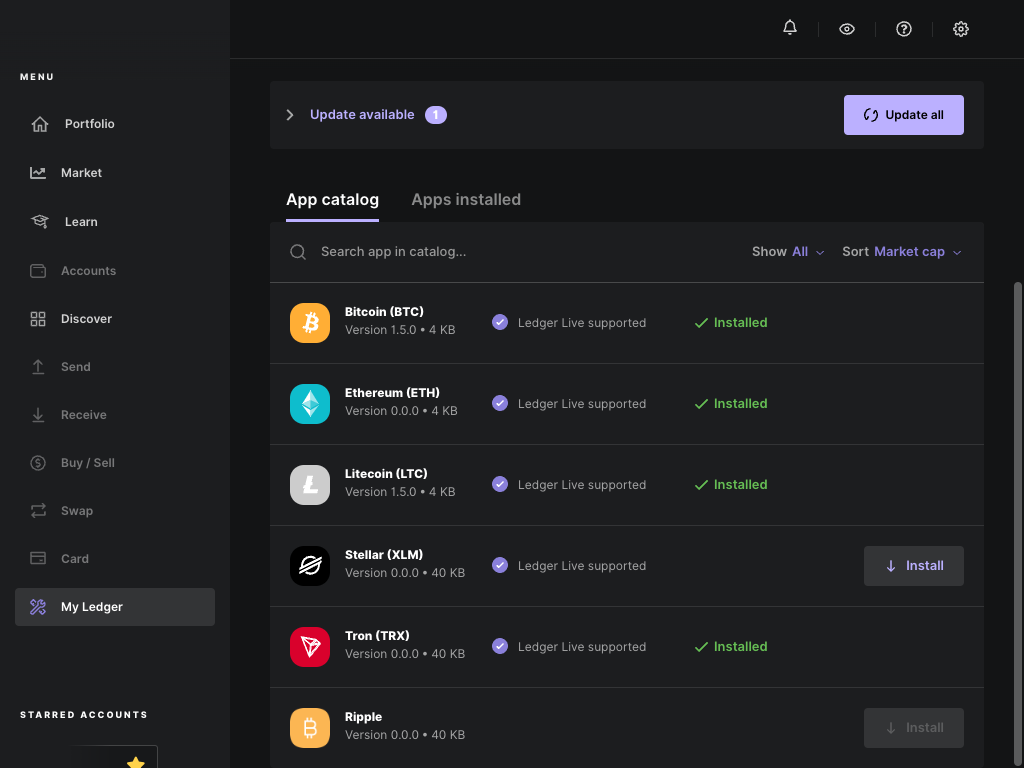 MENU
Portfolio
Market
Learn
Accounts
Discover
Send
Receive
Buy / Sell
Swap
Card
My Ledger
STARRED ACCOUNTS
Update available 1
Update all
App catalog Apps installed
Search app in catalog... Show All Sort Market cap
Bitcoin (BTC)
Version 1.5.0 • 4 KB
Ledger Live supported
Installed
Ethereum (ETH)
Version 0.0.0 • 4 KB
Ledger Live supported
Installed
Litecoin (LTC)
Version 1.5.0 • 4 KB
Ledger Live supported
Installed
Stellar (XLM)
Version 0.0.0 • 40 KB
Ledger Live supported
Install
Tron (TRX)
Version 0.0.0 • 40 KB
Ledger Live supported
Installed
Ripple
Version 0.0.0 • 40 KB
Install